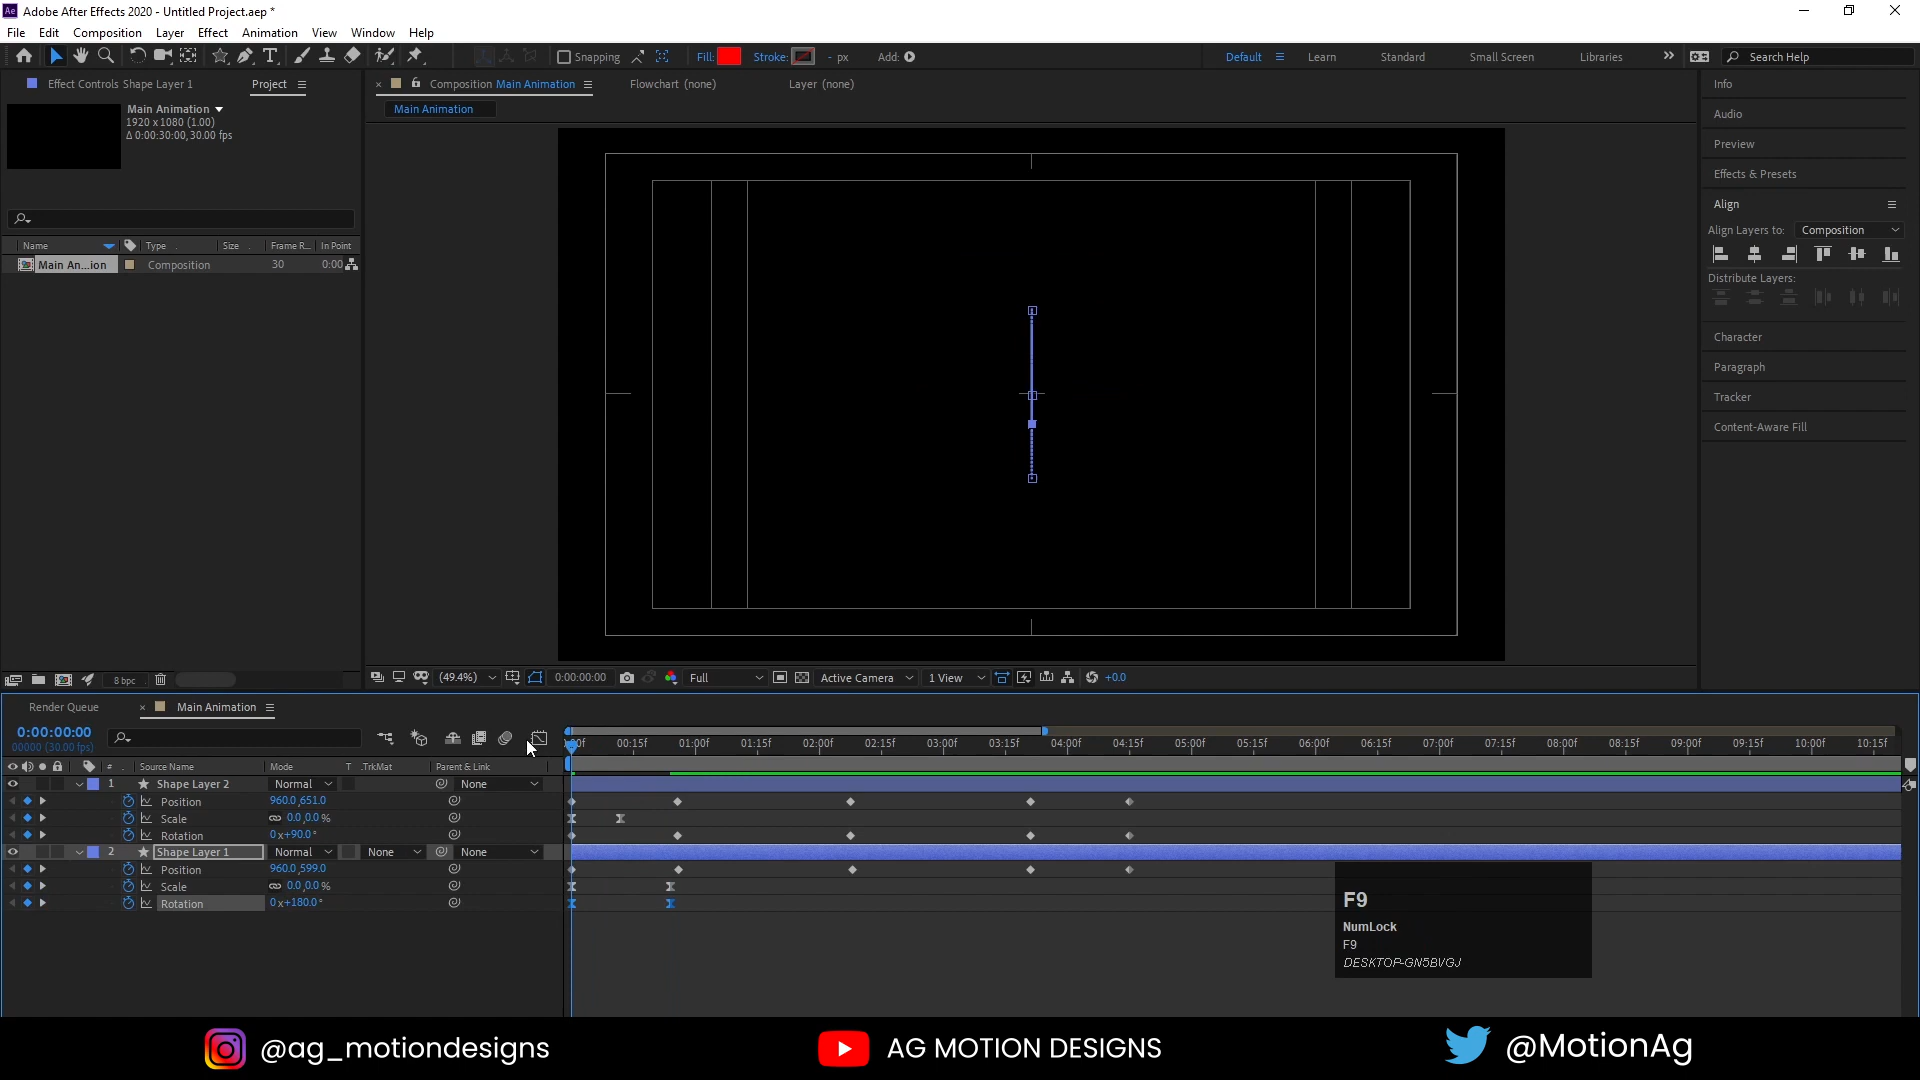 Ae Adobe After Effects 2020 - Untitled Project.aep *
File Edit Composition Layer Effect Animation View Window Help
T Snapping Fill: Stroke: - px Add: Default Learn Standard Small Screen Libraries Search Help
Effect Controls Shape Layer 1 Project
Main Animation
1920 x 1080 (1.00)
Δ 0:00:30:00, 30.00 fps
Composition Main Animation Flowchart (none) Layer (none)
Main Animation
Info
Audio
Preview
Effects & Presets
Align
Align Layers to: Composition
Distribute Layers:
Character
Paragraph
Tracker
Content-Aware Fill
Name Type Size Frame R... In Point
Main An...ion Composition 30 0:00
8 bpc
(49.4%) 0:00:00:00 Full Active Camera 1 View +0.0
Render Queue Main Animation
0:00:00:00
00000 (30.00 fps)
00:15f 01:00f 01:15f 02:00f 02:15f 03:00f 03:15f 04:00f 04:15f 05:00f 05:15f 06:00f 06:15f 07:00f 07:15f 08:00f 08:15f 09:00f 09:15f 10:00f 10:15f
# Source Name Mode T .TrkMat Parent & Link
1 Shape Layer 2 Normal None
Position 960.0,651.0
Scale 0.0,0.0 %
Rotation 0 x+90.0 °
2 Shape Layer 1 Normal None None
Position 960.0,599.0
Scale 0.0,0.0 %
Rotation 0 x+180.0 °
F9
NumLock
F9
DESKTOP-GN5BVGJ
@ag_motiondesigns AG MOTION DESIGNS @MotionAg